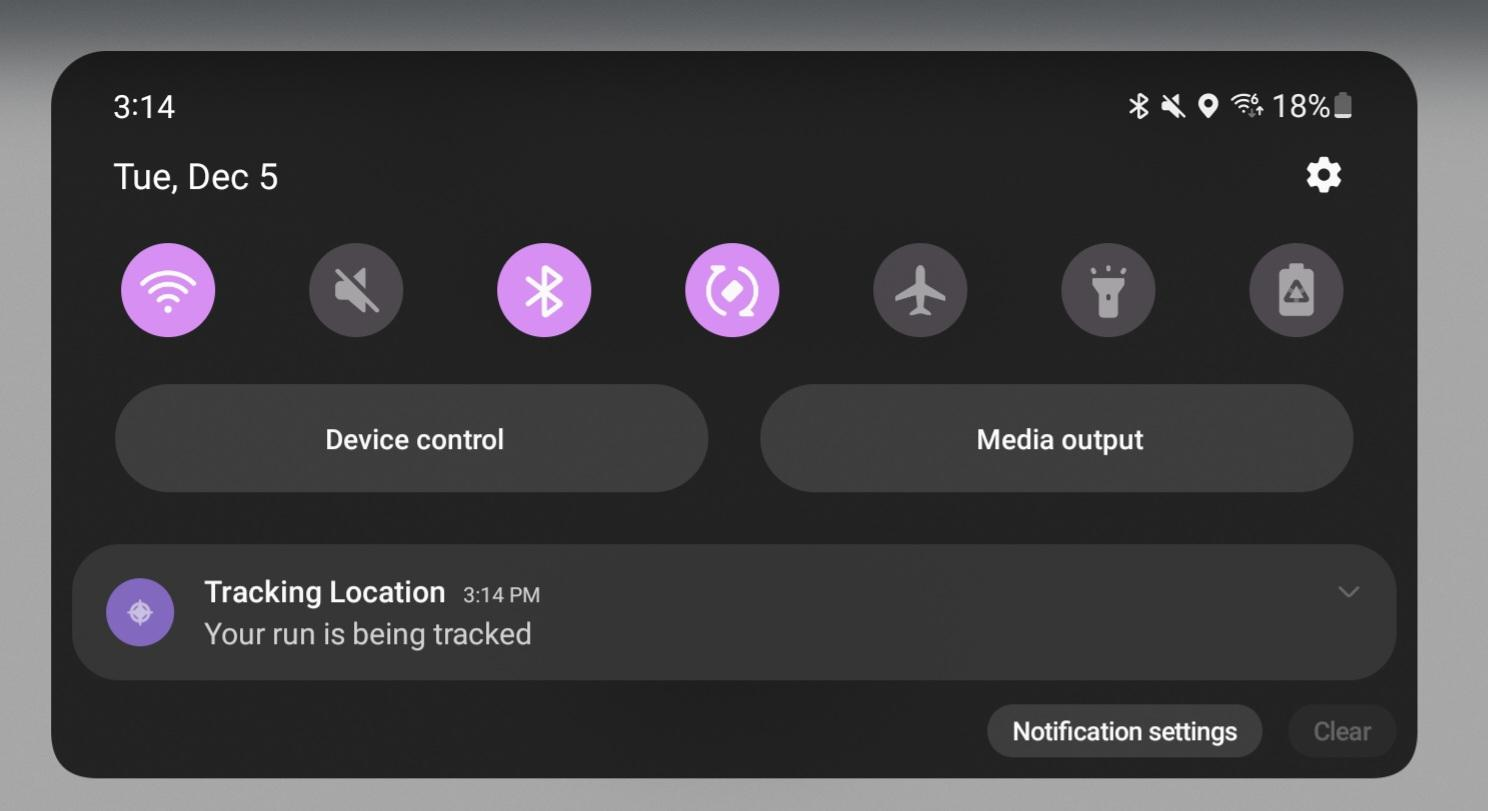 3:14
6 18%
Tue, Dec 5
Device control
Media output
Tracking Location 3:14 PM
Your run is being tracked
Notification settings
Clear